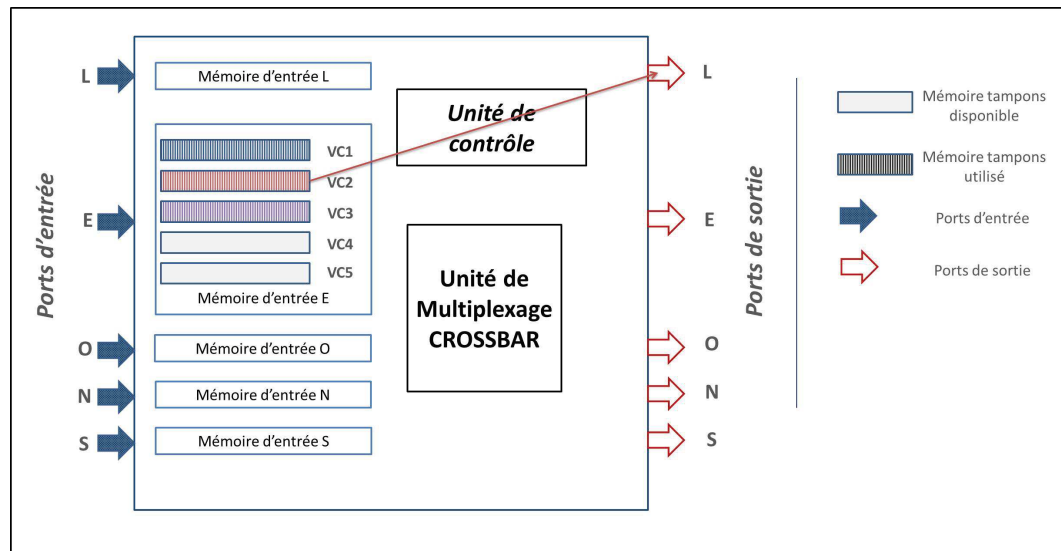 Ports d'entrée
L
Mémoire d'entrée L
E
VC1
VC2
VC3
VC4
VC5
Mémoire d'entrée E
O
Mémoire d'entrée O
N
Mémoire d'entrée N
S
Mémoire d'entrée S
Unité de
contrôle
Unité de
Multiplexage
CROSSBAR
L
E
O
N
S
Ports de sortie
Mémoire tampons
disponible
Mémoire tampons
utilisé
Ports d'entrée
Ports de sortie